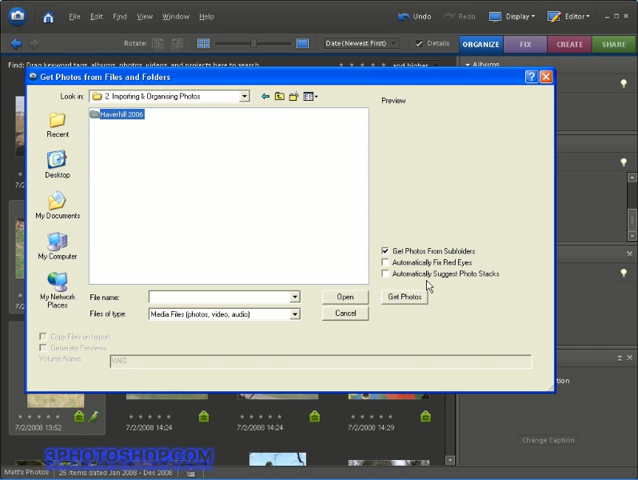 File Edit Find View Window Help Undo Redo Display Editor
Rotate: Date (Newest First) Details ORGANIZE FIX CREATE SHARE
Find: Drag keyword tags, albums, photos, videos, and projects here to search and higher Albums
Get Photos from Files and Folders
Look in: 2. Importing & Organising Photos
Preview
Haverhill 2006
Recent
Desktop
My Documents
My Computer
My Network
Places
Get Photos From Subfolders
Automatically Fix Red Eyes
Automatically Suggest Photo Stacks
File name: Open Get Photos
Files of type: Media Files (photos, video, audio) Cancel
Copy Files on Import
Generate Previews
Volume Name: VAIO
7/2/2008 13:52 7/2/2008 14:24 7/2/2008 14:24 7/2/2008 14:29
Change Caption
3PHOTOSHOP.COM
Matt's Photos 25 items dated Jan 2008 - Dec 2008